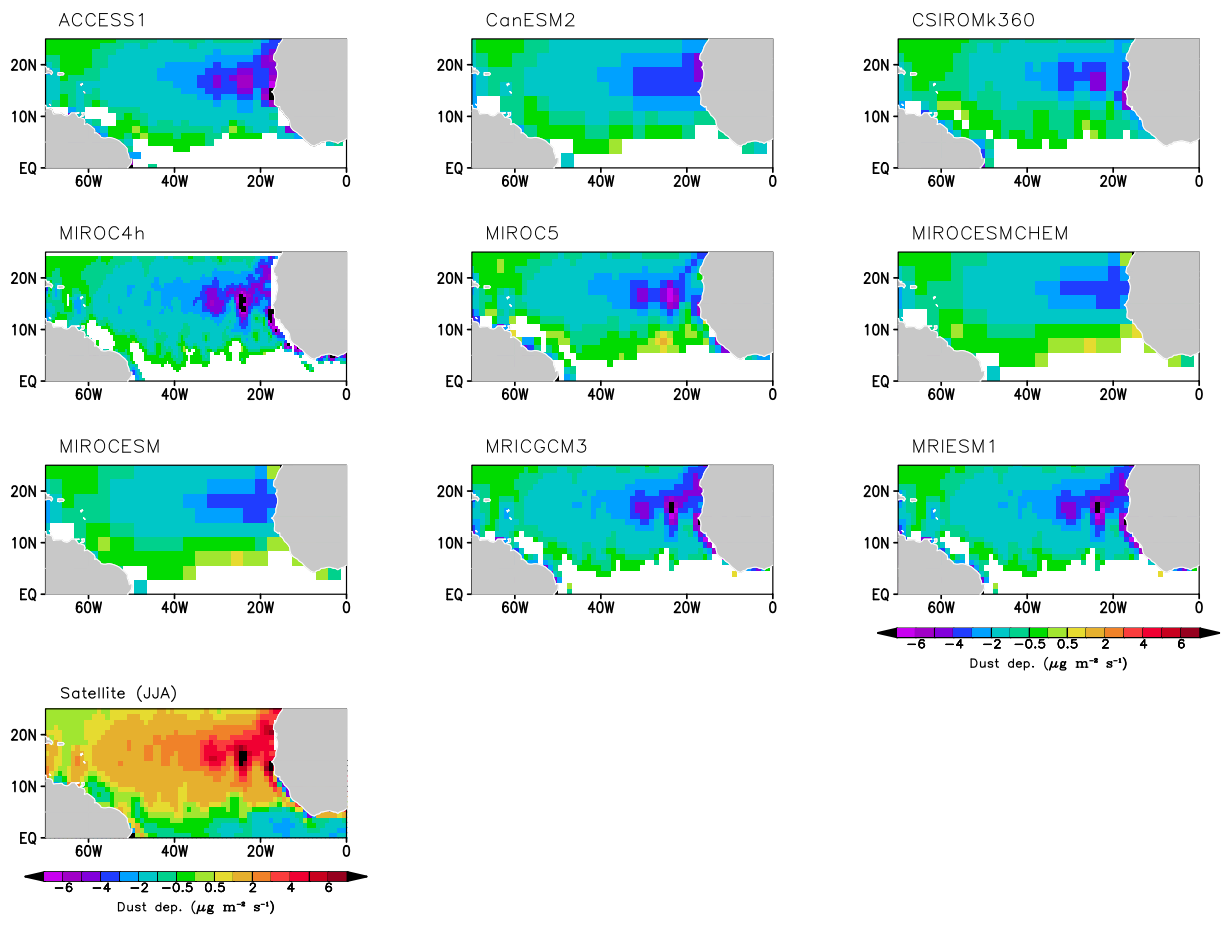 ACCESS1 CanESM2 CSIROMk360
20N 20N 20N
10N 10N 10N
EQ EQ EQ
60W 40W 20W 0 60W 40W 20W 0 60W 40W 20W 0
MIROC4h MIROC5 MIROCESMCHEM
20N 20N 20N
10N 10N 10N
EQ EQ EQ
60W 40W 20W 0 60W 40W 20W 0 60W 40W 20W 0
MIROCESM MRICGCM3 MRIESM1
20N 20N 20N
10N 10N 10N
EQ EQ EQ
60W 40W 20W 0 60W 40W 20W 0 60W 40W 20W 0
−6 −4 −2 −0.5 0.5 2 4 6
Dust dep. (μg m⁻² s⁻¹)
Satellite (JJA)
20N
10N
EQ
60W 40W 20W 0
−6 −4 −2 −0.5 0.5 2 4 6
Dust dep. (μg m⁻² s⁻¹)